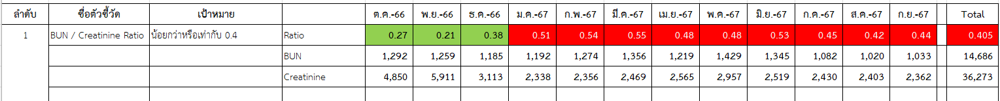 ลำดับ ชื่อตัวชี้วัด เป้าหมาย ต.ค.-66 พ.ย.-66 ธ.ค.-66 ม.ค.-67 ก.พ.-67 มี.ค.-67 เม.ย.-67 พ.ค.-67 มิ.ย.-67 ก.ค.-67 ส.ค.-67 ก.ย.-67 Total
1 BUN / Creatinine Ratio น้อยกว่าหรือเท่ากับ 0.4 Ratio 0.27 0.21 0.38 0.51 0.54 0.55 0.48 0.48 0.53 0.45 0.42 0.44 0.405
BUN 1,292 1,259 1,185 1,192 1,274 1,356 1,219 1,429 1,345 1,082 1,020 1,033 14,686
Creatinine 4,850 5,911 3,113 2,338 2,356 2,469 2,565 2,957 2,519 2,430 2,403 2,362 36,273